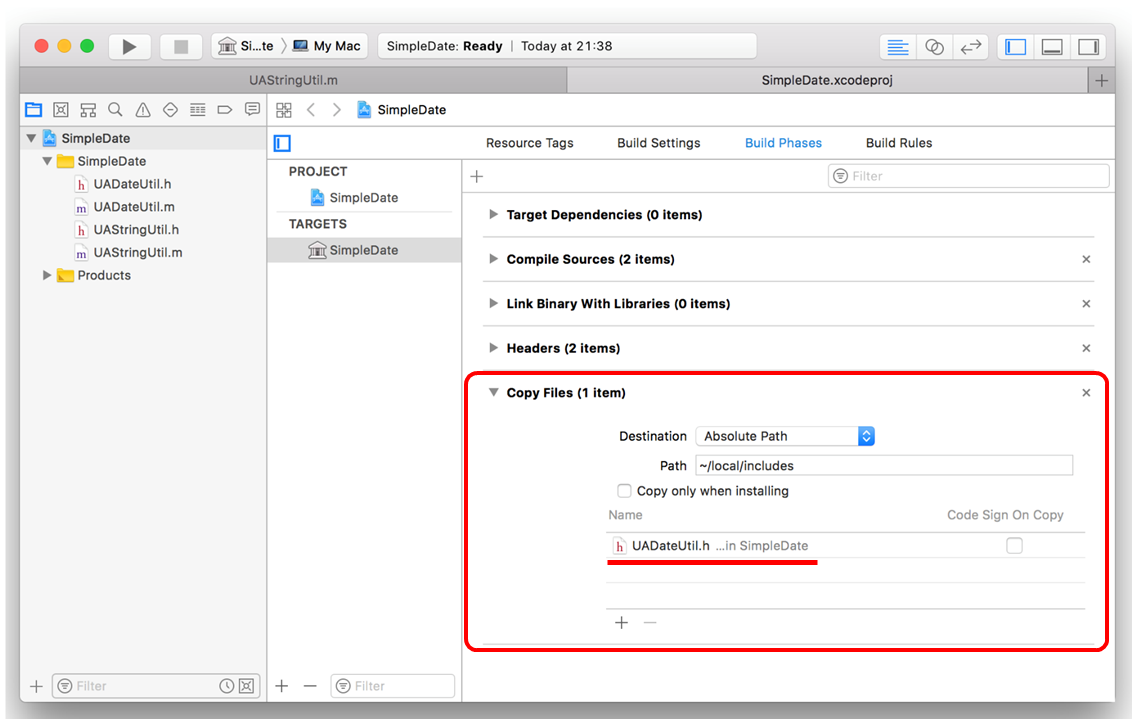 Si...te 〉 My Mac
SimpleDate: Ready | Today at 21:38
UAStringUtil.m
SimpleDate.xcodeproj
SimpleDate
SimpleDate
Resource Tags
Build Settings
Build Phases
Build Rules
SimpleDate
h UADateUtil.h
m UADateUtil.m
h UAStringUtil.h
m UAStringUtil.m
Products
Filter
PROJECT
SimpleDate
TARGETS
SimpleDate
Filter
Filter
Target Dependencies (0 items)
Compile Sources (2 items)
Link Binary With Libraries (0 items)
Headers (2 items)
Copy Files (1 item)
Destination Absolute Path
Path ~/local/includes
Copy only when installing
Name Code Sign On Copy
h UADateUtil.h ...in SimpleDate